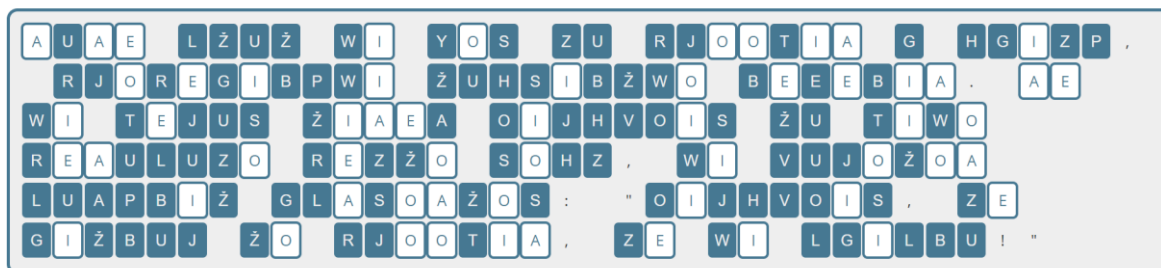 AUAE LŽUŽ WI YOS ZU RJOOTIA G HGIZP,
RJOREGIBPWI ŽUHSIBŽWO BEEEBIA. AE
WI TEJUS ŽIAEA OIJHVOIS ŽU TIWO
REAULUZO REZŽO SOHZ, WI VUJOŽOA
LUAPBIŽ GLASOAŽOS: "OIJHVOIS, ZE
GIŽBUJ ŽO RJOOTIA, ZE WI LGILBU!"